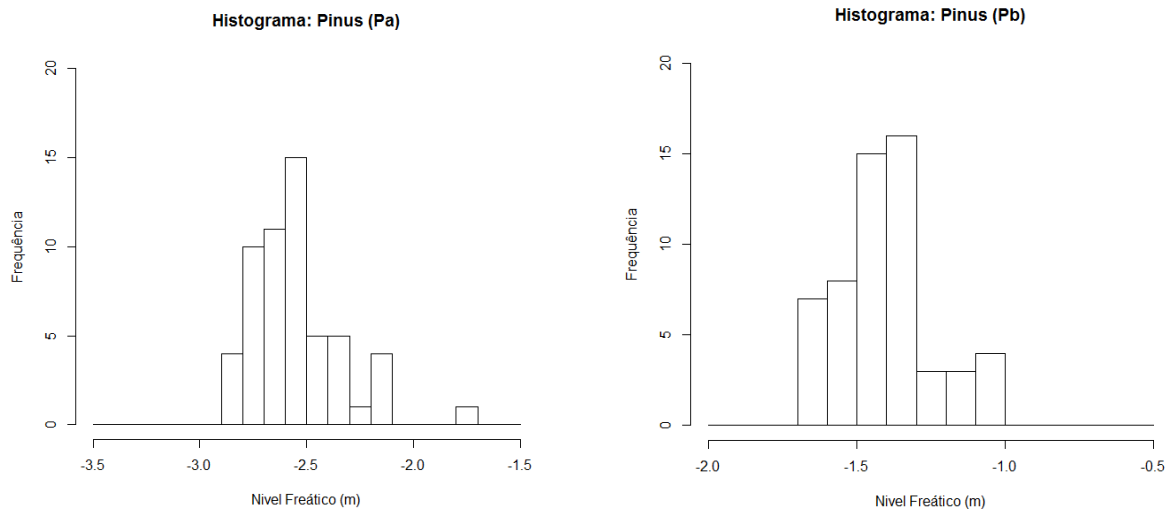 Histograma: Pinus (Pa)
20
15
10
5
0
Frequência
-3.5 -3.0 -2.5 -2.0 -1.5
Nivel Freático (m)
Histograma: Pinus (Pb)
20
15
10
5
0
Frequência
-2.0 -1.5 -1.0 -0.5
Nivel Freático (m)